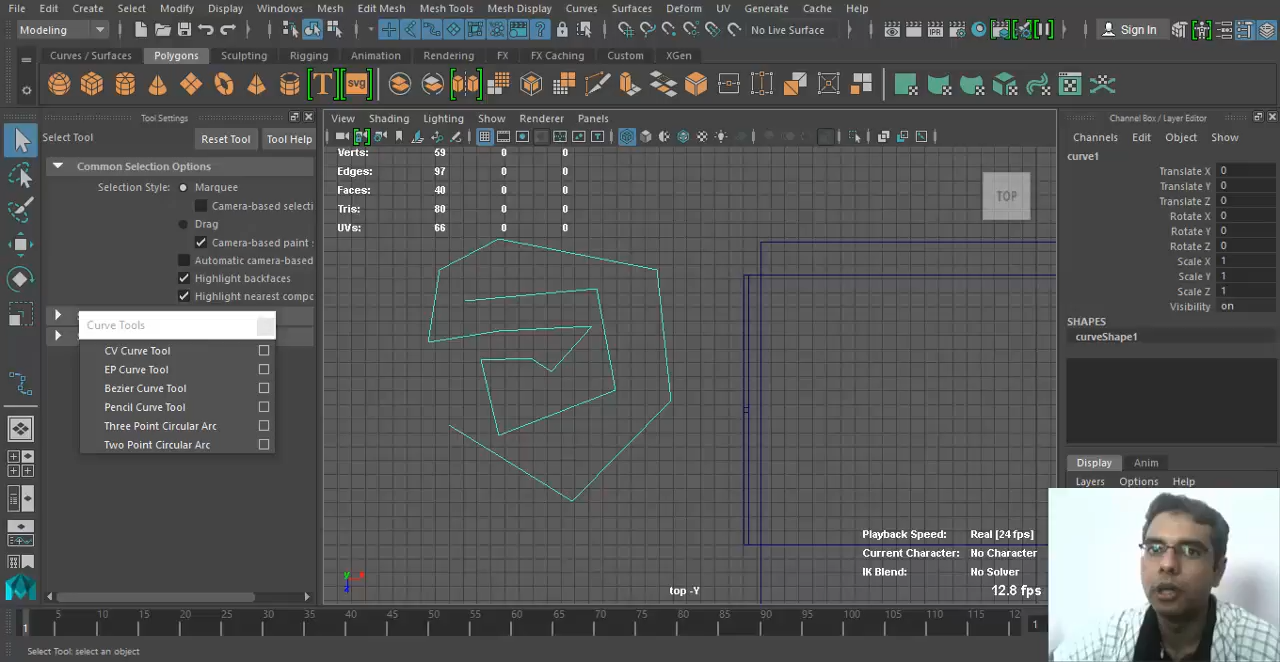 File Edit Create Select Modify Display Windows Mesh Edit Mesh Mesh Tools Mesh Display Curves Surfaces Deform UV Generate Cache Help
Modeling No Live Surface Sign In
Curves / Surfaces Polygons Sculpting Rigging Animation Rendering FX FX Caching Custom XGen
T svg IPR
Tool Settings
Select Tool Reset Tool Tool Help
Common Selection Options
Selection Style: Marquee
Camera-based selecti
Drag
Camera-based paint
Automatic camera-based
Highlight backfaces
Highlight nearest compo
Curve Tools
CV Curve Tool
EP Curve Tool
Bezier Curve Tool
Pencil Curve Tool
Three Point Circular Arc
Two Point Circular Arc
View Shading Lighting Show Renderer Panels
Verts: 59 0 0
Edges: 97 0 0
Faces: 40 0 0
Tris: 80 0 0
UVs: 66 0 0
TOP
Playback Speed: Real [24 fps]
Current Character: No Character
IK Blend: No Solver
top -Y 12.8 fps
Channel Box / Layer Editor
Channels Edit Object Show
curve1
Translate X 0
Translate Y 0
Translate Z 0
Rotate X 0
Rotate Y 0
Rotate Z 0
Scale X 1
Scale Y 1
Scale Z 1
Visibility on
SHAPES
curveShape1
Display Anim
Layers Options Help
5 10 15 20 25 30 35 40 45 50 55 60 65 70 75 80 85 90 95 100 105 110 115 12
1 1
Select Tool: select an object